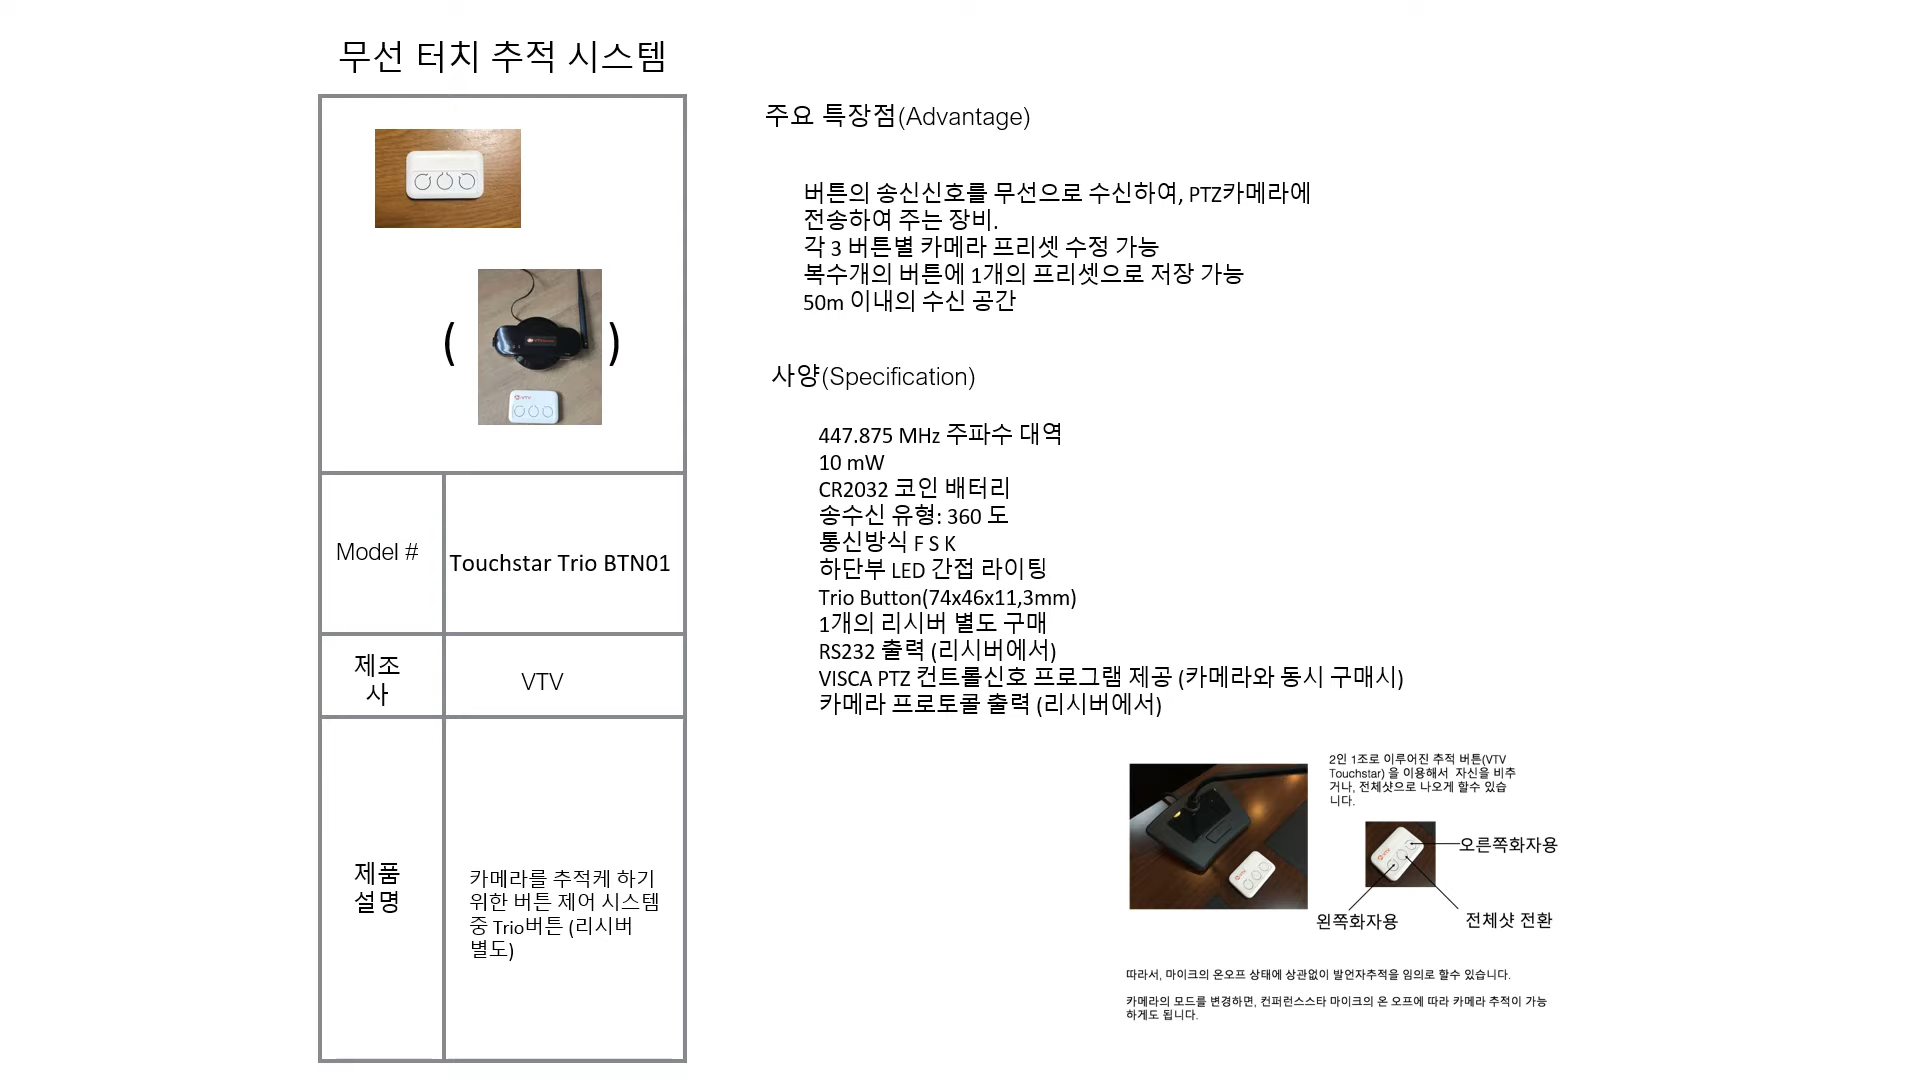 무선 터치 추적 시스템
주요 특장점(Advantage)
버튼의 송신신호를 무선으로 수신하여, PTZ카메라에
전송하여 주는 장비.
각 3 버튼별 카메라 프리셋 수정 가능
복수개의 버튼에 1개의 프리셋으로 저장 가능
50m 이내의 수신 공간
( )
사양(Specification)
447.875 MHz 주파수 대역
10 mW
CR2032 코인 배터리
송수신 유형: 360 도
통신방식 F S K
하단부 LED 간접 라이팅
Trio Button(74x46x11,3mm)
1개의 리시버 별도 구매
RS232 출력 (리시버에서)
VISCA PTZ 컨트롤신호 프로그램 제공 (카메라와 동시 구매시)
카메라 프로토콜 출력 (리시버에서)
Model #
Touchstar Trio BTN01
제조
사
VTV
제품
설명
카메라를 추적케 하기
위한 버튼 제어 시스템
중 Trio버튼 (리시버
별도)
2인 1조로 이루어진 추적 버튼(VTV
Touchstar) 을 이용해서 자신을 비추
거나, 전체샷으로 나오게 할수 있습
니다.
오른쪽화자용
왼쪽화자용
전체샷 전환
따라서, 마이크의 온오프 상태에 상관없이 발언자추적을 임의로 할수 있습니다.
카메라의 모드를 변경하면, 컨퍼런스스타 마이크의 온 오프에 따라 카메라 추적이 가능
하게도 됩니다.